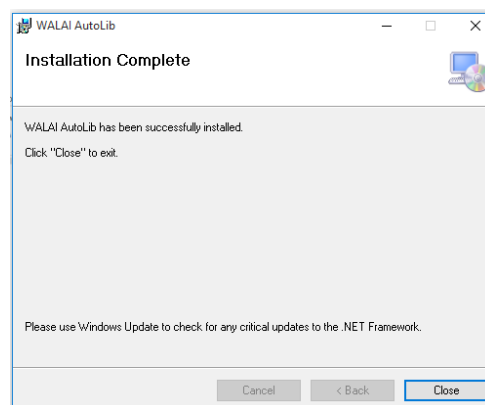 WALAI AutoLib
Installation Complete
WALAI AutoLib has been successfully installed.
Click "Close" to exit.
Please use Windows Update to check for any critical updates to the .NET Framework.
Cancel
< Back
Close